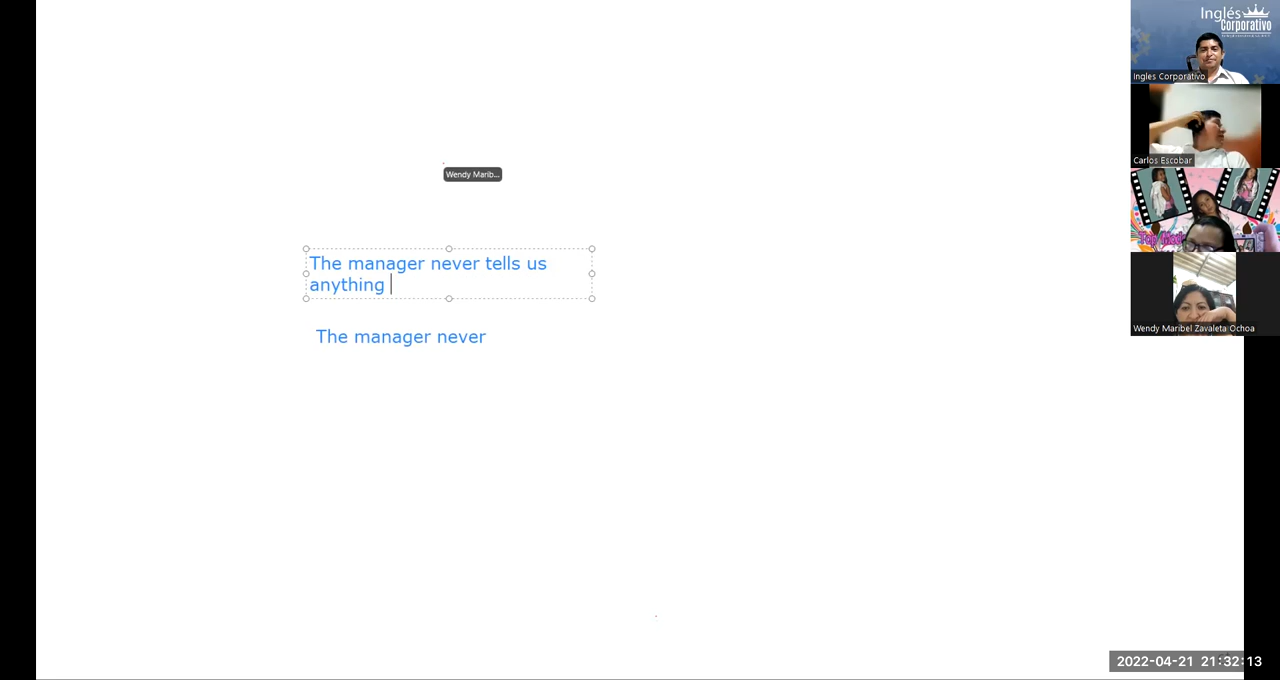 Inglés
Corporativo
Ingles Corporativo
Carlos Escobar
Wendy Marib...
The manager never tells us
anything
The manager never
Wendy Maribel Zavaleta Ochoa
2022-04-21 21:32:13